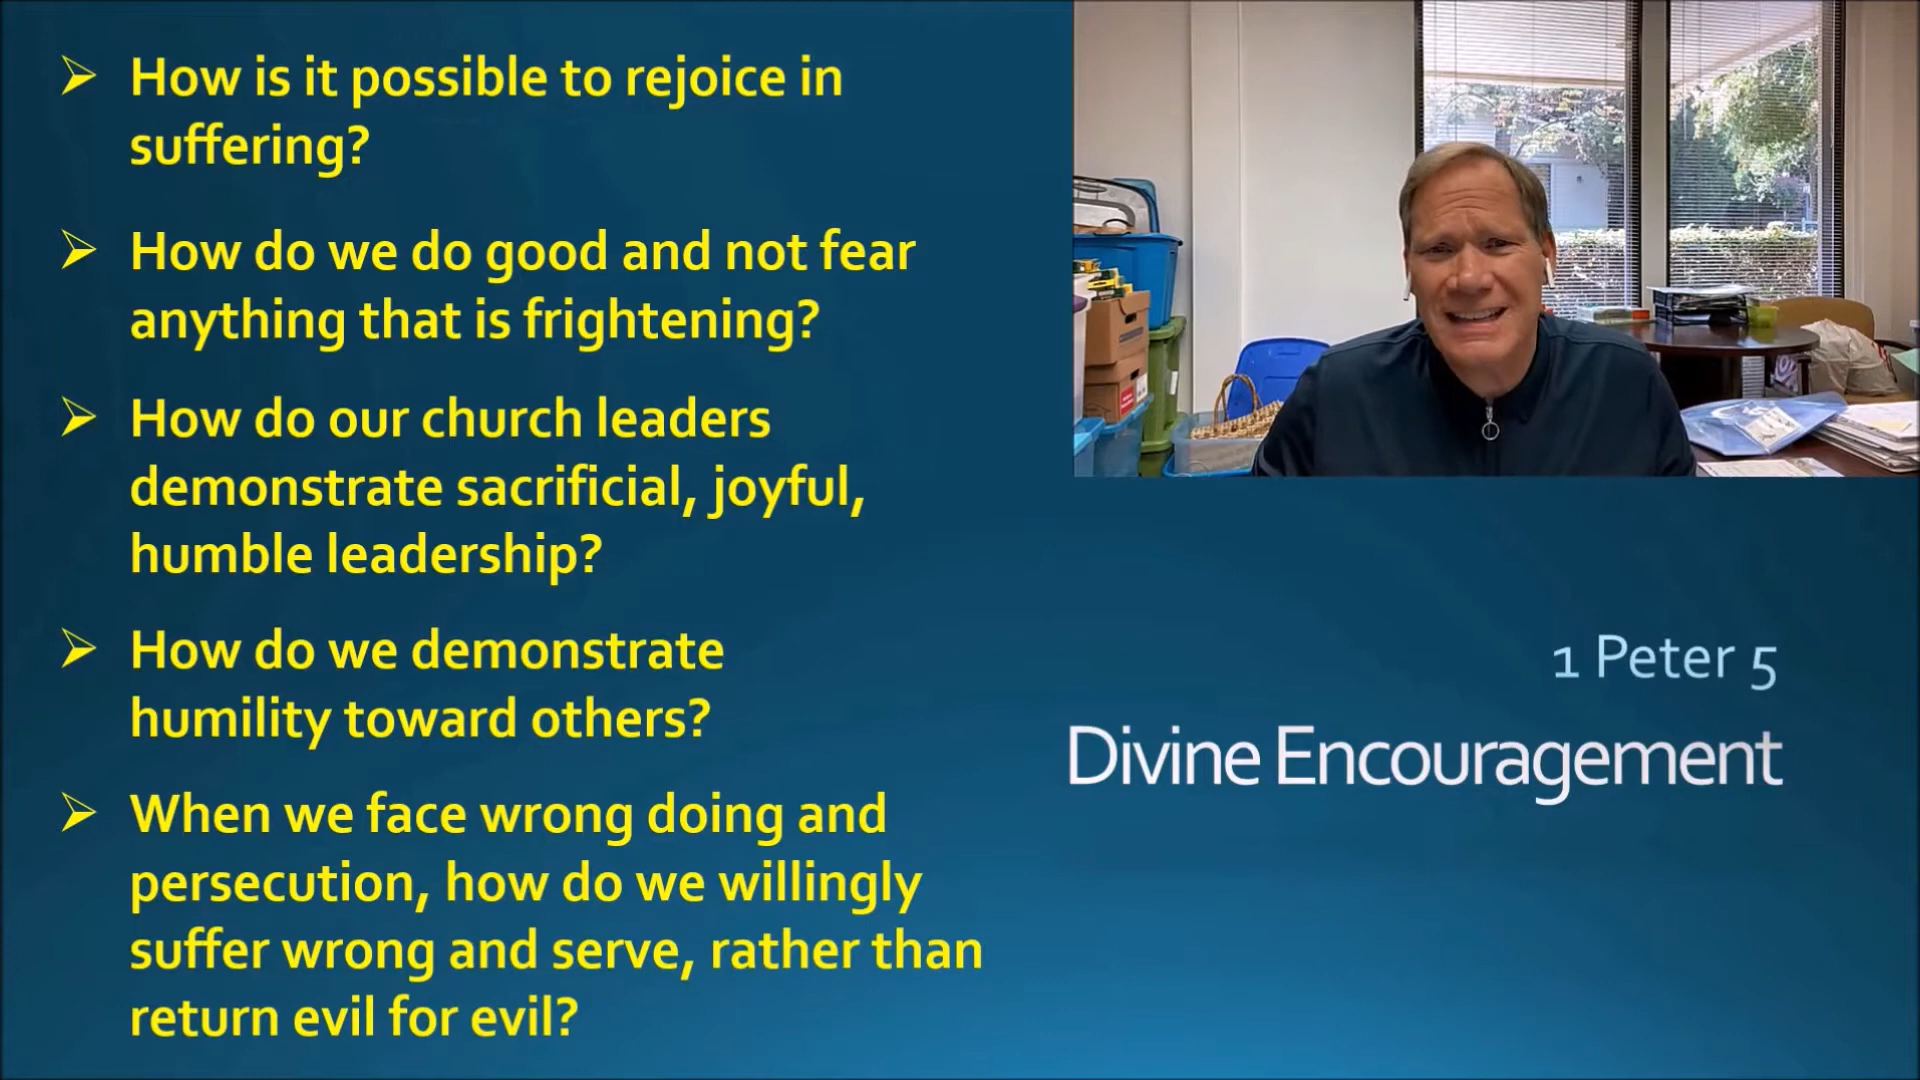 How is it possible to rejoice in
suffering?
How do we do good and not fear
anything that is frightening?
How do our church leaders
demonstrate sacrificial, joyful,
humble leadership?
How do we demonstrate
humility toward others?
When we face wrong doing and
persecution, how do we willingly
suffer wrong and serve, rather than
return evil for evil?
1 Peter 5
Divine Encouragement